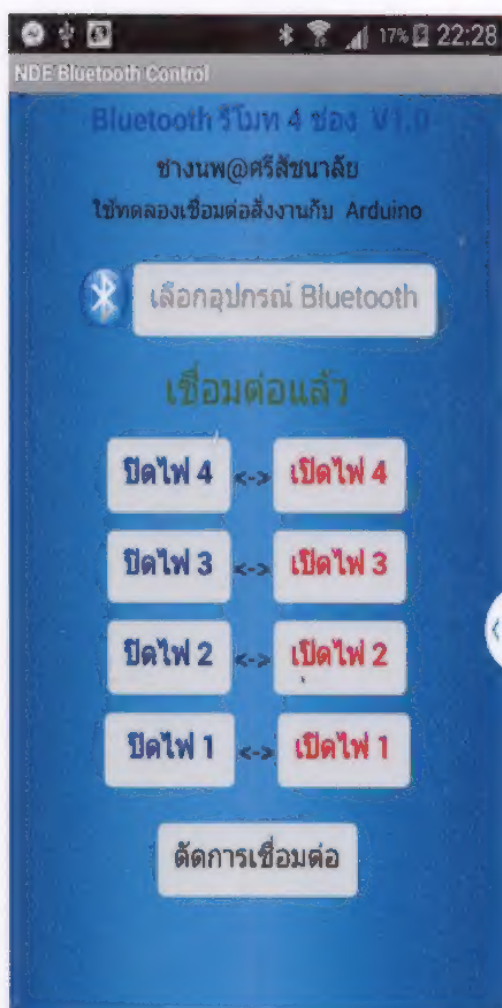 17% 22:28
NDE Bluetooth Control
Bluetooth รีโมท 4 ช่อง V1.0
ช่างนพ@ศรีสัชนาลัย
ใช้ทดลองเชื่อมต่อสั่งงานกับ Arduino
เลือกอุปกรณ์ Bluetooth
เชื่อมต่อแล้ว
ปิดไฟ 4 <-> เปิดไฟ 4
ปิดไฟ 3 <-> เปิดไฟ 3
ปิดไฟ 2 <-> เปิดไฟ 2
ปิดไฟ 1 <-> เปิดไฟ 1
ตัดการเชื่อมต่อ